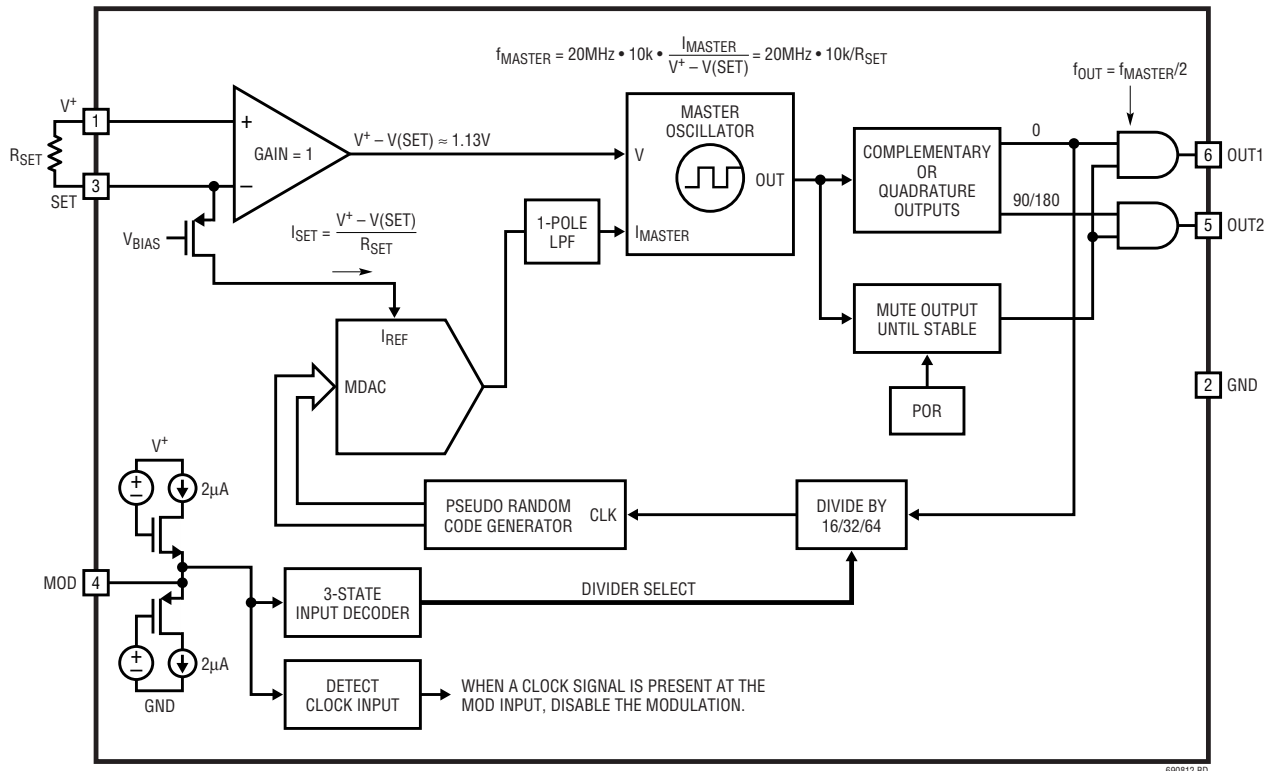 f_MASTER = 20MHz • 10k • I_MASTER / V⁺ – V(SET) = 20MHz • 10k/R_SET
f_OUT = f_MASTER/2
V⁺
1
R_SET
3
SET
+
–
GAIN = 1
V⁺ – V(SET) ≈ 1.13V
MASTER
OSCILLATOR
V
OUT
I_MASTER
COMPLEMENTARY
OR
QUADRATURE
OUTPUTS
0
90/180
6
OUT1
5
OUT2
V_BIAS
I_SET = V⁺ – V(SET) / R_SET
1-POLE
LPF
MUTE OUTPUT
UNTIL STABLE
I_REF
MDAC
POR
2
GND
V⁺
+
–
2µA
PSEUDO RANDOM
CODE GENERATOR
CLK
DIVIDE BY
16/32/64
MOD
4
3-STATE
INPUT DECODER
DIVIDER SELECT
+
–
2µA
GND
DETECT
CLOCK INPUT
WHEN A CLOCK SIGNAL IS PRESENT AT THE
MOD INPUT, DISABLE THE MODULATION.
690812 BD